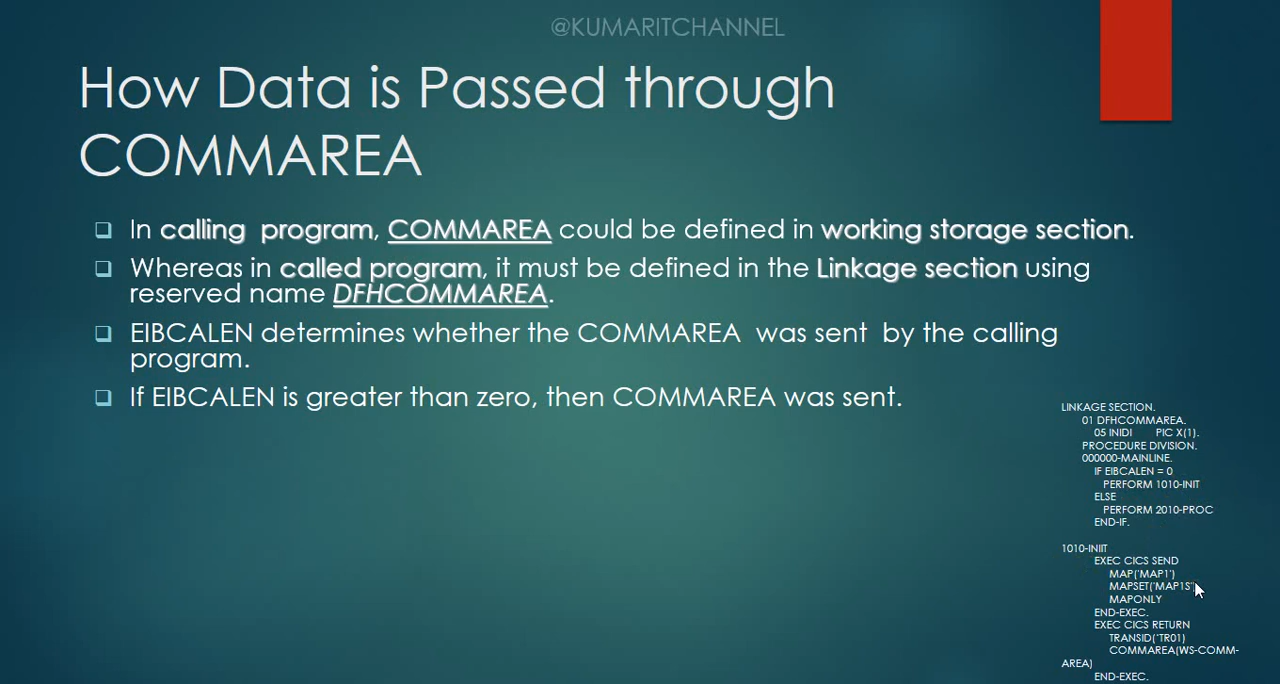 @KUMARITCHANNEL
How Data is Passed through
COMMAREA
In calling program, COMMAREA could be defined in working storage section.
Whereas in called program, it must be defined in the Linkage section using
reserved name DFHCOMMAREA.
EIBCALEN determines whether the COMMAREA was sent by the calling
program.
If EIBCALEN is greater than zero, then COMMAREA was sent.
LINKAGE SECTION.
01 DFHCOMMAREA.
05 INIDI PIC X(1).
PROCEDURE DIVISION.
000000-MAINLINE.
IF EIBCALEN = 0
PERFORM 1010-INIT
ELSE
PERFORM 2010-PROC
END-IF.
1010-INIIT
EXEC CICS SEND
MAP('MAP1')
MAPSET('MAP1S')
MAPONLY
END-EXEC.
EXEC CICS RETURN
TRANSID('TR01)
COMMAREA(WS-COMM-
AREA)
END-EXEC.